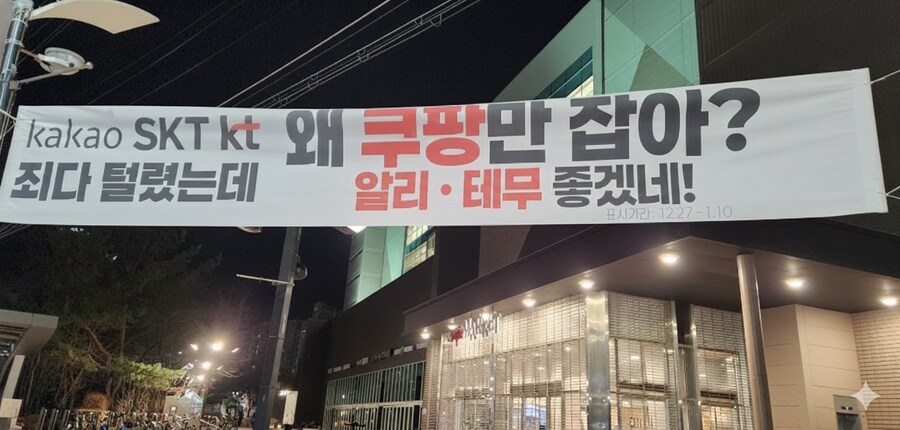 kakao SKT kt 왜 쿠팡만 잡아?
죄다 털렸는데 알리·테무 좋겠네!
표시기간: 12.27~1.10